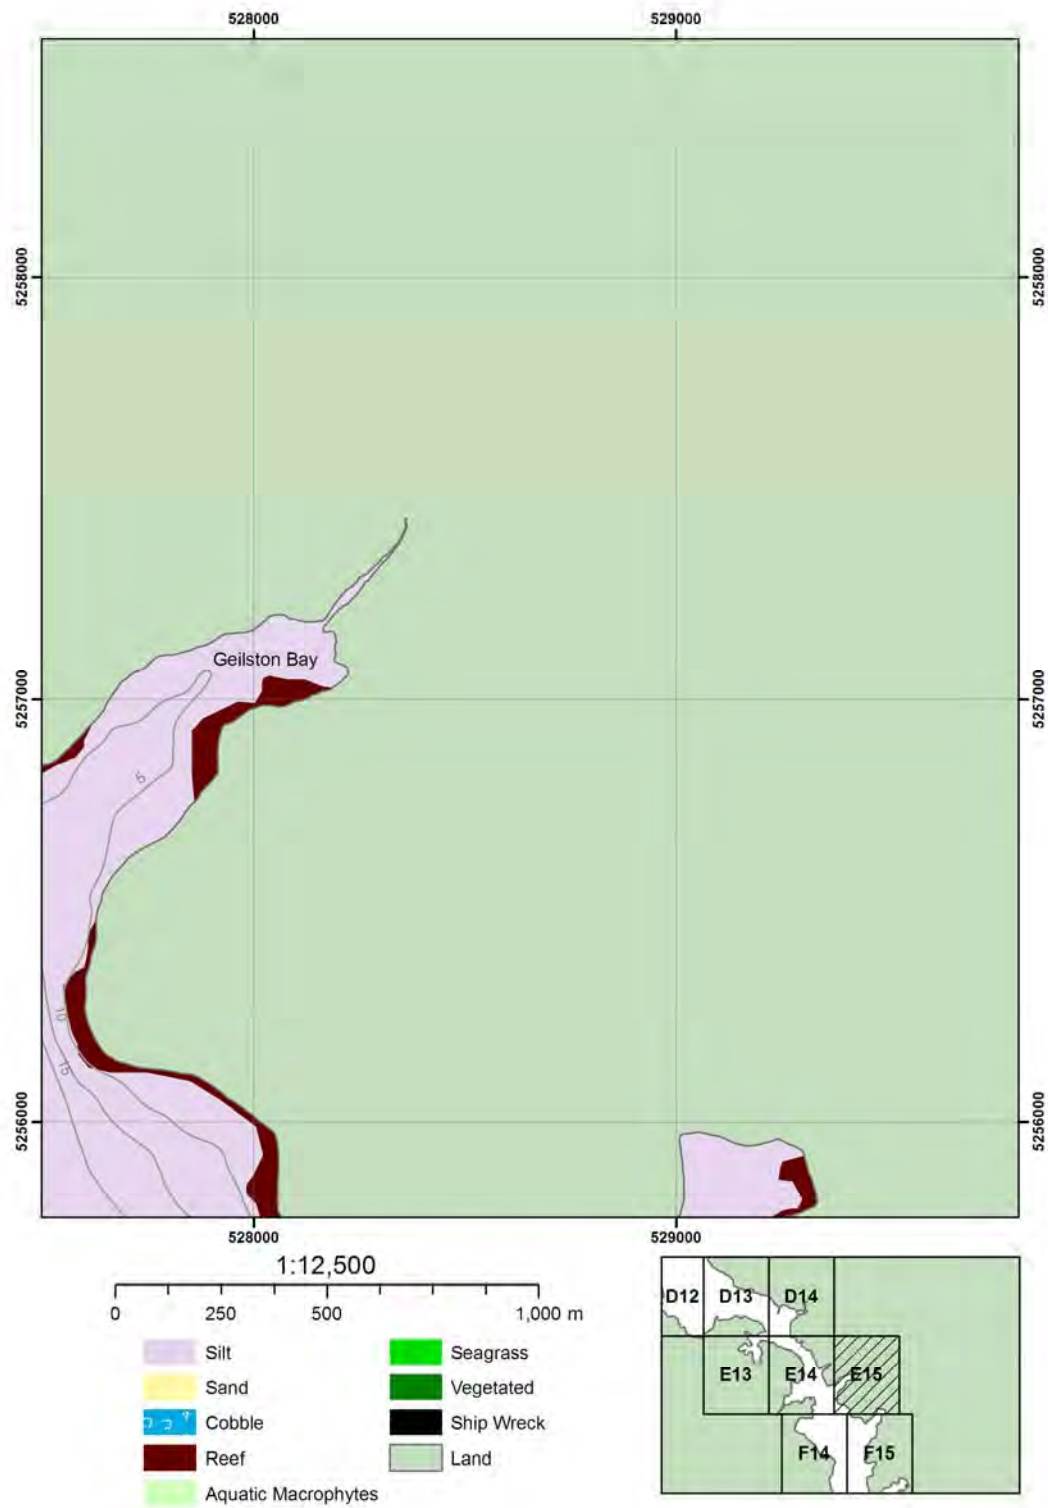 528000 529000
5258000 5258000
Geilston Bay
5257000 5257000
5
10
15
5256000 5256000
528000 529000
1:12,500
0 250 500 1,000 m
Silt
Sand
Cobble
Reef
Aquatic Macrophytes
Seagrass
Vegetated
Ship Wreck
Land
D12 D13 D14
E13 E14 E15
F14 F15